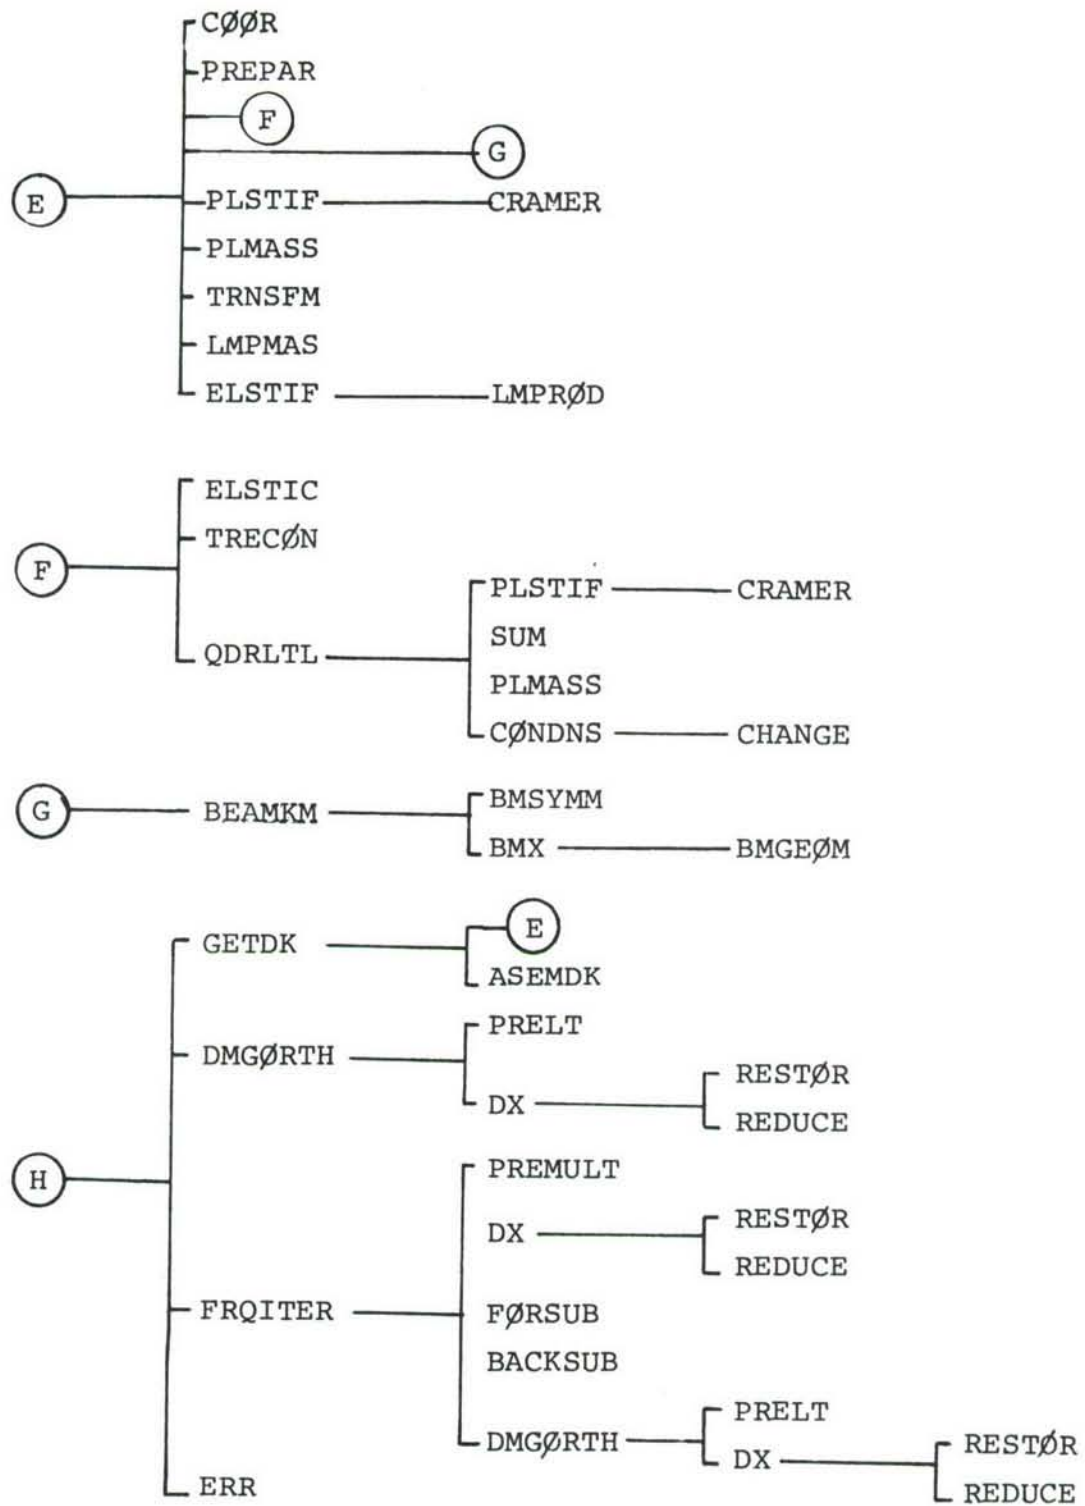 CØØR
PREPAR
F
G
E
PLSTIF CRAMER
PLMASS
TRNSFM
LMPMAS
ELSTIF LMPRØD
ELSTIC
TRECØN
F
PLSTIF CRAMER
SUM
QDRLTL
PLMASS
CØNDNS CHANGE
G BEAMKM
BMSYMM
BMX BMGEØM
E
GETDK
ASEMDK
PRELT
DMGØRTH
RESTØR
DX
REDUCE
H
PREMULT
RESTØR
DX
REDUCE
FRQITER
FØRSUB
BACKSUB
PRELT
DMGØRTH
RESTØR
DX
REDUCE
ERR